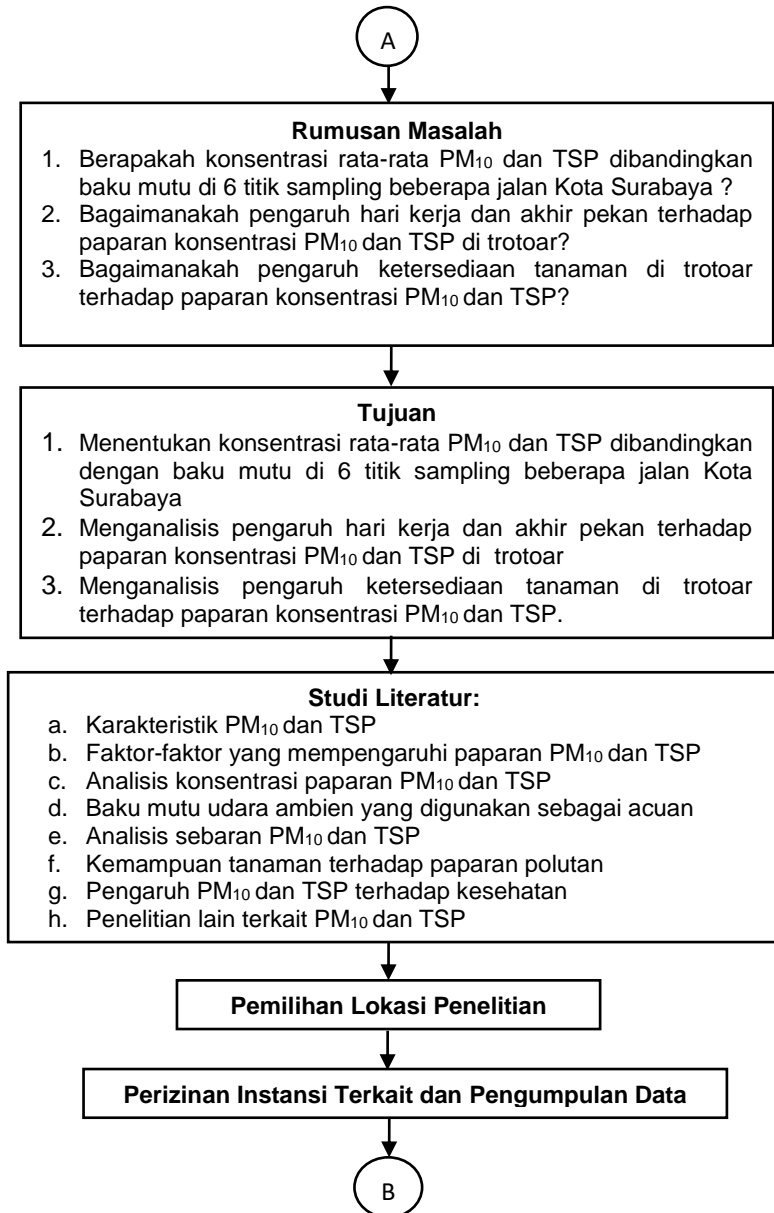 A
Rumusan Masalah
1. Berapakah konsentrasi rata-rata PM₁₀ dan TSP dibandingkan
baku mutu di 6 titik sampling beberapa jalan Kota Surabaya ?
2. Bagaimanakah pengaruh hari kerja dan akhir pekan terhadap
paparan konsentrasi PM₁₀ dan TSP di trotoar?
3. Bagaimanakah pengaruh ketersediaan tanaman di trotoar
terhadap paparan konsentrasi PM₁₀ dan TSP?
Tujuan
1. Menentukan konsentrasi rata-rata PM₁₀ dan TSP dibandingkan
dengan baku mutu di 6 titik sampling beberapa jalan Kota
Surabaya
2. Menganalisis pengaruh hari kerja dan akhir pekan terhadap
paparan konsentrasi PM₁₀ dan TSP di trotoar
3. Menganalisis pengaruh ketersediaan tanaman di trotoar
terhadap paparan konsentrasi PM₁₀ dan TSP.
Studi Literatur:
a. Karakteristik PM₁₀ dan TSP
b. Faktor-faktor yang mempengaruhi paparan PM₁₀ dan TSP
c. Analisis konsentrasi paparan PM₁₀ dan TSP
d. Baku mutu udara ambien yang digunakan sebagai acuan
e. Analisis sebaran PM₁₀ dan TSP
f. Kemampuan tanaman terhadap paparan polutan
g. Pengaruh PM₁₀ dan TSP terhadap kesehatan
h. Penelitian lain terkait PM₁₀ dan TSP
Pemilihan Lokasi Penelitian
Perizinan Instansi Terkait dan Pengumpulan Data
B